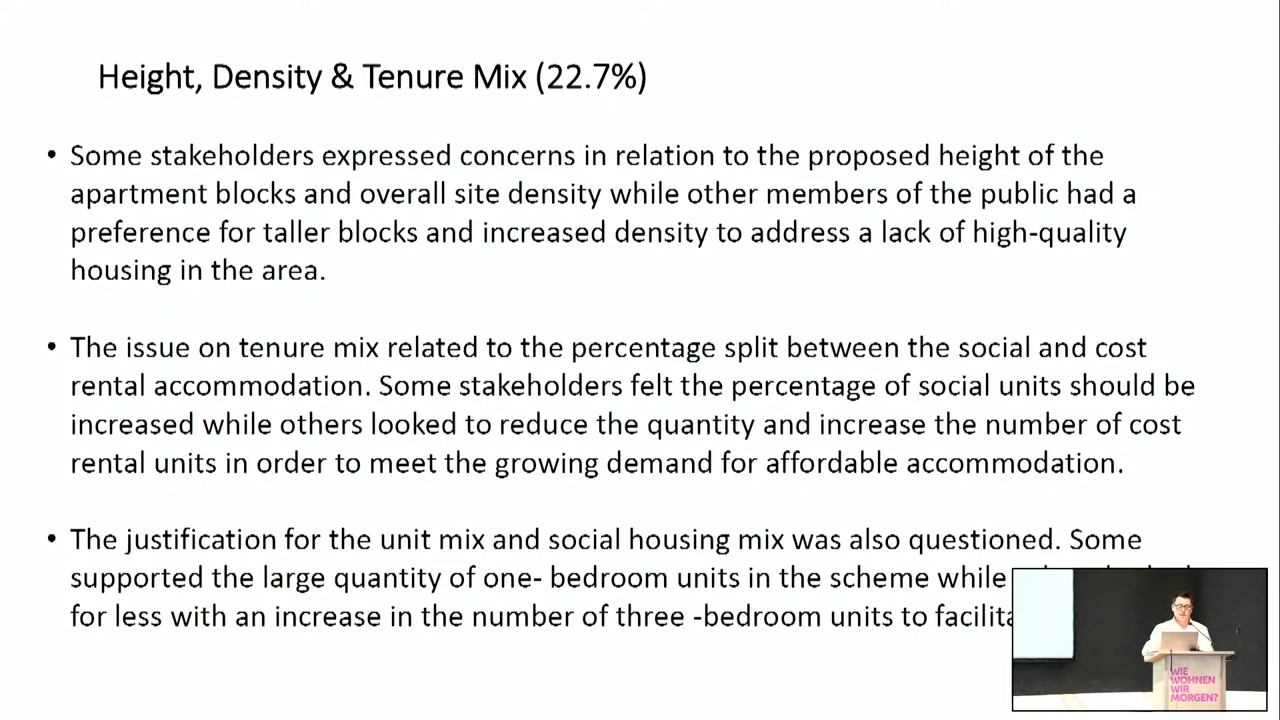 Height, Density & Tenure Mix (22.7%)
• Some stakeholders expressed concerns in relation to the proposed height of the
apartment blocks and overall site density while other members of the public had a
preference for taller blocks and increased density to address a lack of high-quality
housing in the area.
• The issue on tenure mix related to the percentage split between the social and cost
rental accommodation. Some stakeholders felt the percentage of social units should be
increased while others looked to reduce the quantity and increase the number of cost
rental units in order to meet the growing demand for affordable accommodation.
• The justification for the unit mix and social housing mix was also questioned. Some
supported the large quantity of one- bedroom units in the scheme while
for less with an increase in the number of three -bedroom units to
WIE
WOHNEN
WIR
MORGEN?